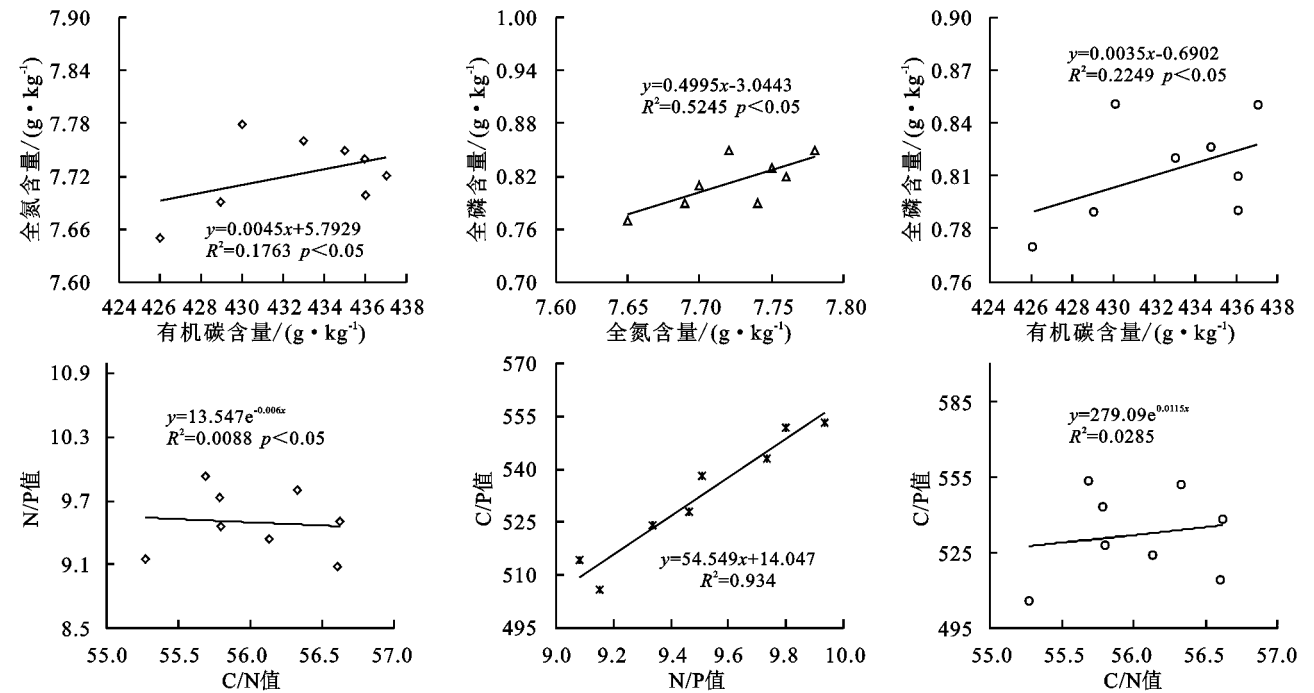 7.90
7.84
7.78
7.72
7.66
7.60
全氮含量/(g·kg⁻¹)
y=0.0045x+5.7929
R²=0.1763 p<0.05
424 426 428 430 432 434 436 438
有机碳含量/(g·kg⁻¹)
1.00
0.94
0.88
0.82
0.76
0.70
全磷含量/(g·kg⁻¹)
y=0.4995x-3.0443
R²=0.5245 p<0.05
7.60 7.65 7.70 7.75 7.80
全氮含量/(g·kg⁻¹)
0.90
0.87
0.84
0.81
0.78
0.76
全磷含量/(g·kg⁻¹)
y=0.0035x-0.6902
R²=0.2249 p<0.05
424 426 428 430 432 434 436 438
有机碳含量/(g·kg⁻¹)
10.9
10.3
9.7
9.1
8.5
N/P值
y=13.547e^-0.006x
R²=0.0088 p<0.05
55.0 55.5 56.0 56.5 57.0
C/N值
570
555
540
525
510
495
C/P值
y=54.549x+14.047
R²=0.934
9.0 9.2 9.4 9.6 9.8 10.0
N/P值
585
555
525
495
C/P值
y=279.09e^0.0115x
R²=0.0285
55.0 55.5 56.0 56.5 57.0
C/N值